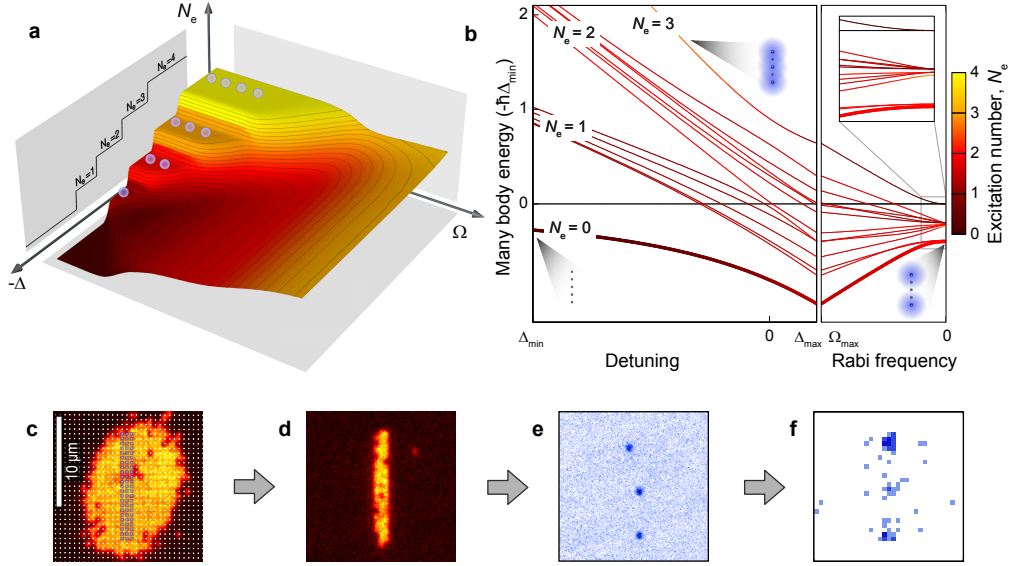 a
Nₑ
Nₑ=4
Nₑ=3
Nₑ=2
Nₑ=1
-Δ
Ω
b
Many body energy (-ħΔmin)
2
1
0
Nₑ = 3
Nₑ = 2
Nₑ = 1
Nₑ = 0
Δmin
0
Δmax
Ωmax
0
Detuning
Rabi frequency
4
3
2
1
0
Excitation number, Nₑ
c
10 µm
d
e
f